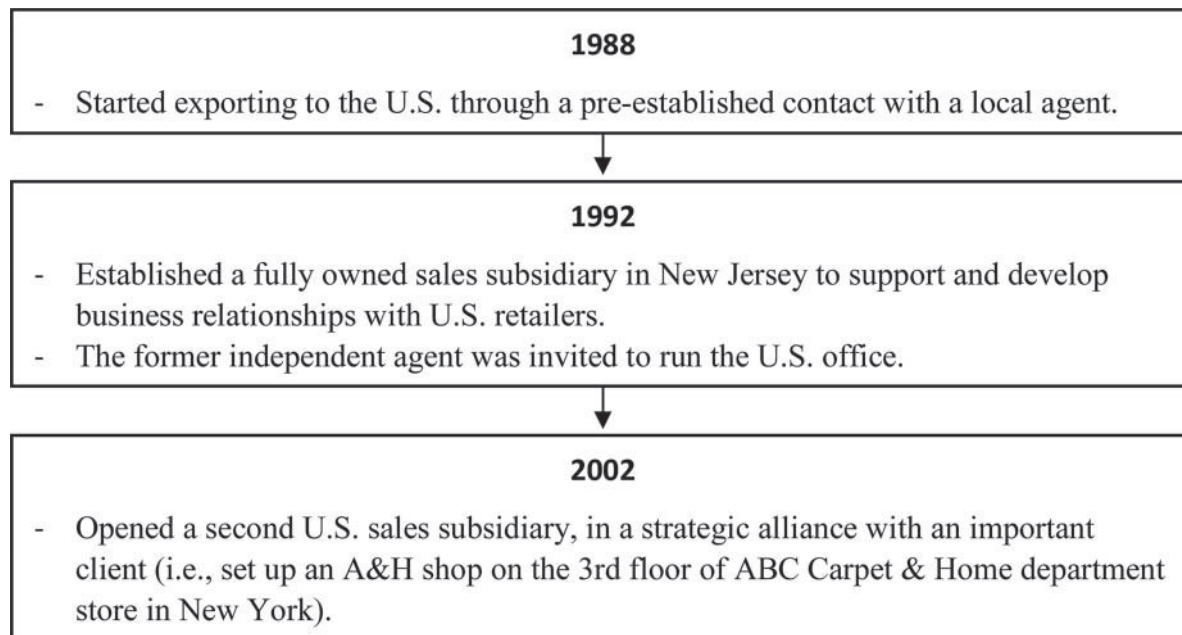 1988
- Started exporting to the U.S. through a pre-established contact with a local agent.
1992
- Established a fully owned sales subsidiary in New Jersey to support and develop
business relationships with U.S. retailers.
- The former independent agent was invited to run the U.S. office.
2002
- Opened a second U.S. sales subsidiary, in a strategic alliance with an important
client (i.e., set up an A&H shop on the 3rd floor of ABC Carpet & Home department
store in New York).